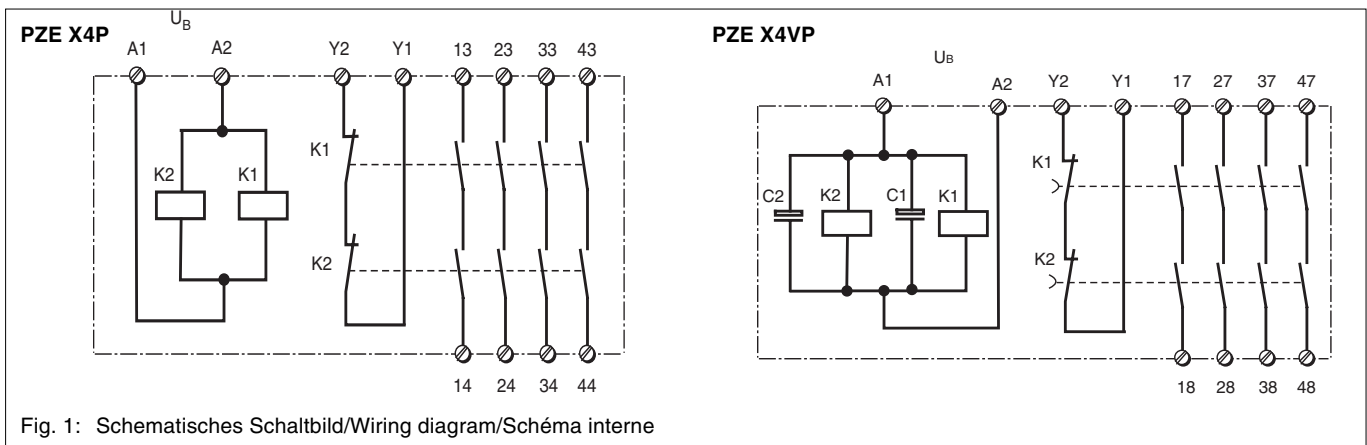 PZE X4P
U_B
A1 A2 Y2 Y1 13 23 33 43
K1
K2 K1
K2
14 24 34 44
PZE X4VP
U_B
A1 A2 Y2 Y1 17 27 37 47
K1
C2 K2 C1 K1
K2
18 28 38 48
Fig. 1: Schematisches Schaltbild/Wiring diagram/Schéma interne